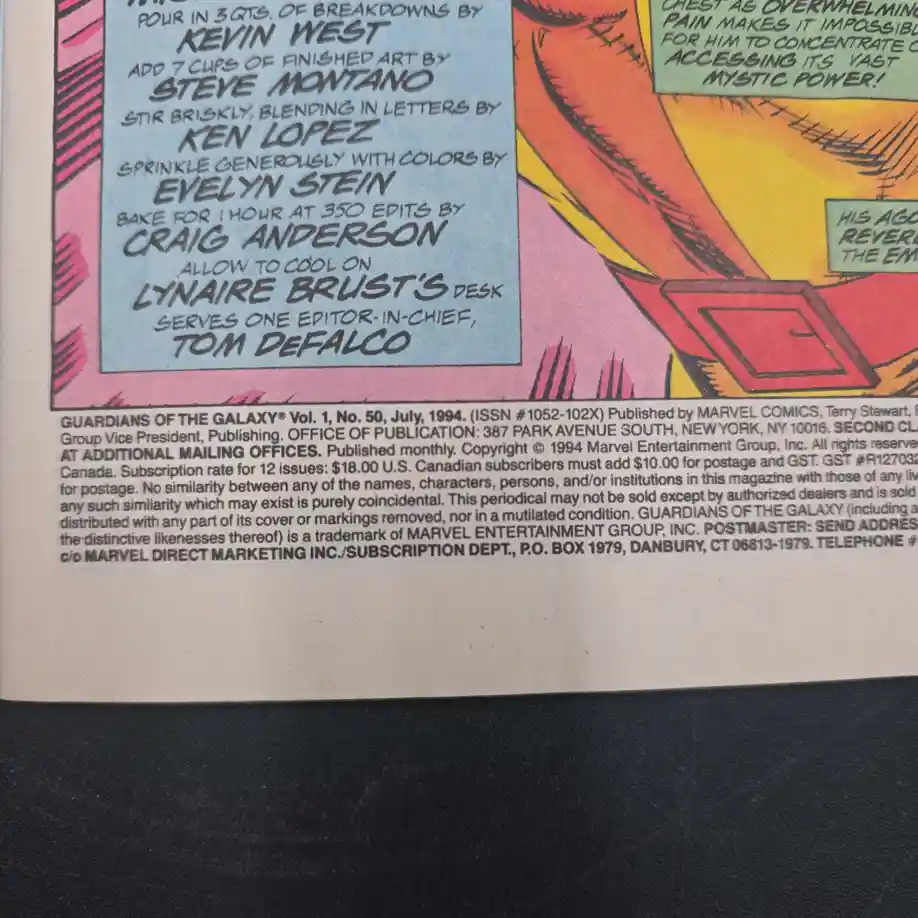 POUR IN 3 QTS. OF BREAKDOWNS BY
KEVIN WEST
ADD 7 CUPS OF FINISHED ART BY
STEVE MONTANO
STIR BRISKLY, BLENDING IN LETTERS BY
KEN LOPEZ
SPRINKLE GENEROUSLY WITH COLORS BY
EVELYN STEIN
BAKE FOR 1 HOUR AT 350 EDITS BY
CRAIG ANDERSON
ALLOW TO COOL ON
LYNAIRE BRUST'S DESK
SERVES ONE EDITOR-IN-CHIEF,
TOM DEFALCO
CHEST AS OVERWHELMIN
PAIN MAKES IT IMPOSSIBL
FOR HIM TO CONCENTRATE O
ACCESSING ITS VAST
MYSTIC POWER!
HIS AGO
REVER
THE EM
GUARDIANS OF THE GALAXY® Vol. 1, No. 50, July, 1994. (ISSN #1052-102X) Published by MARVEL COMICS, Terry Stewart,
Group Vice President, Publishing. OFFICE OF PUBLICATION: 387 PARK AVENUE SOUTH, NEW YORK, NY 10016. SECOND CL
AT ADDITIONAL MAILING OFFICES. Published monthly. Copyright © 1994 Marvel Entertainment Group, Inc. All rights reserve
Canada. Subscription rate for 12 issues: $18.00 U.S. Canadian subscribers must add $10.00 for postage and GST. GST #R127032
for postage. No similarity between any of the names, characters, persons, and/or institutions in this magazine with those of any liv
any such similarity which may exist is purely coincidental. This periodical may not be sold except by authorized dealers and is sold
distributed with any part of its cover or markings removed, nor in a mutilated condition. GUARDIANS OF THE GALAXY (including a
the distinctive likenesses thereof) is a trademark of MARVEL ENTERTAINMENT GROUP, INC. POSTMASTER: SEND ADDRES
c/o MARVEL DIRECT MARKETING INC./SUBSCRIPTION DEPT., P.O. BOX 1979, DANBURY, CT 06813-1979. TELEPHONE #